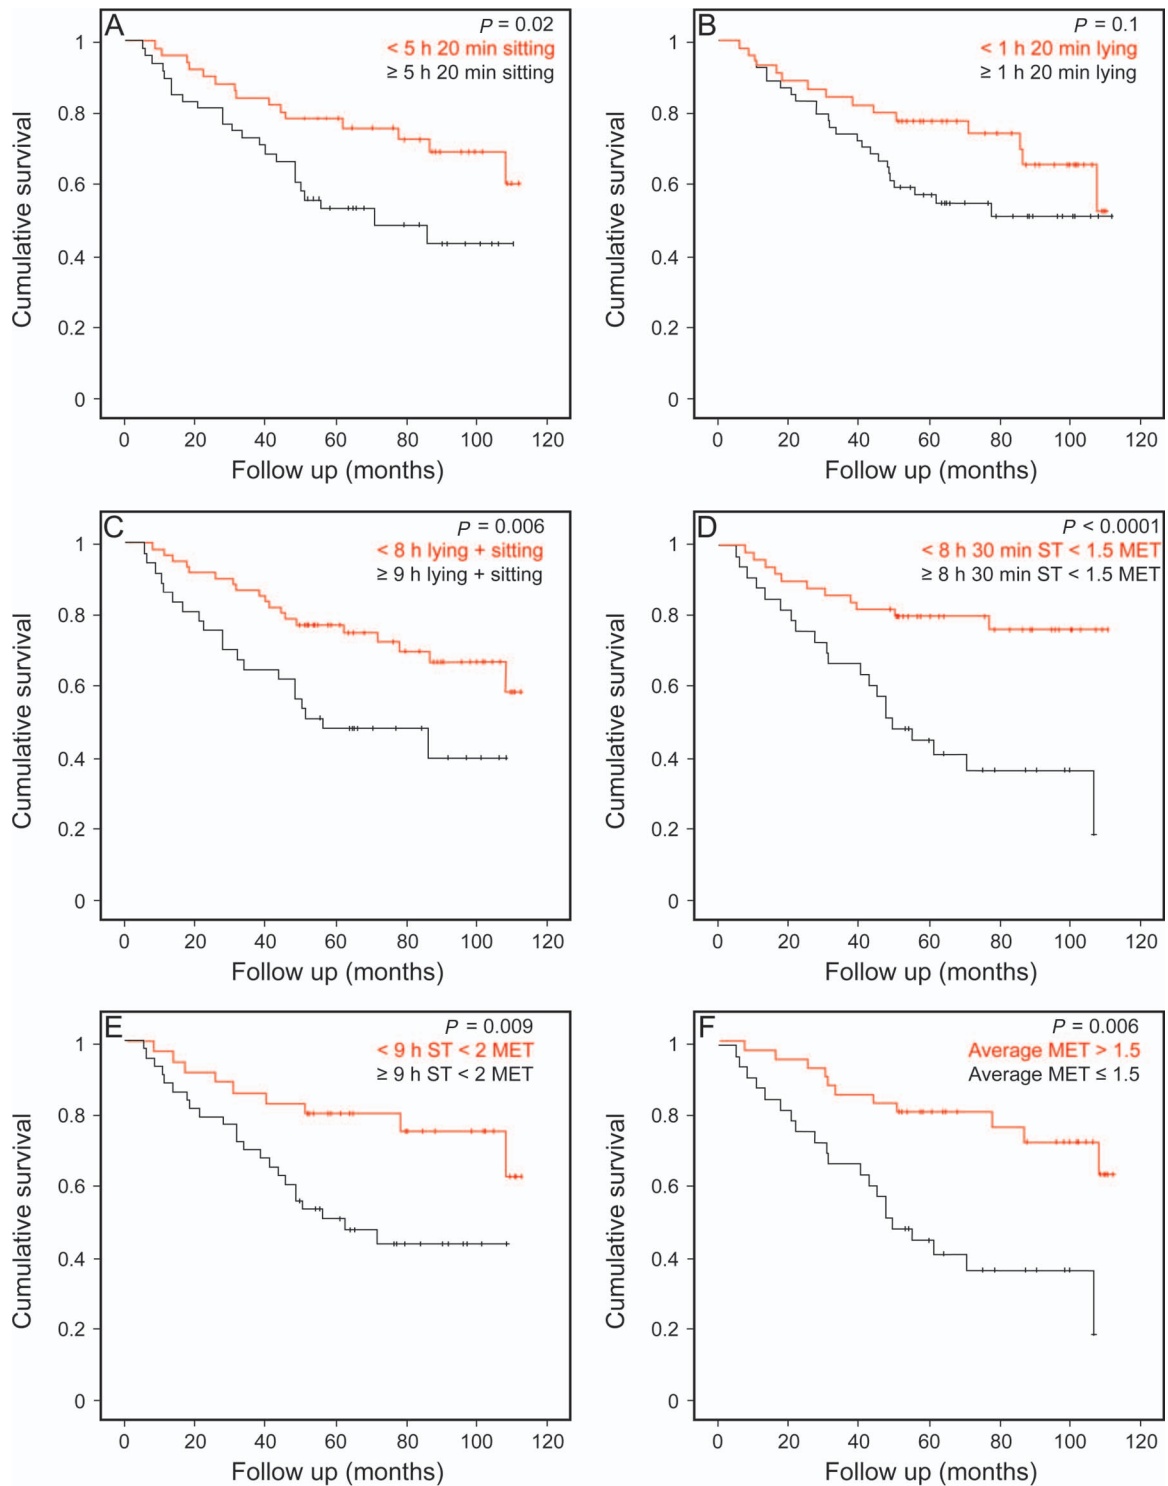 A
P = 0.02
< 5 h 20 min sitting
≥ 5 h 20 min sitting
Cumulative survival
1
0.8
0.6
0.4
0.2
0
0 20 40 60 80 100 120
Follow up (months)
B
P = 0.1
< 1 h 20 min lying
≥ 1 h 20 min lying
Cumulative survival
1
0.8
0.6
0.4
0.2
0
0 20 40 60 80 100 120
Follow up (months)
C
P = 0.006
< 8 h lying + sitting
≥ 9 h lying + sitting
Cumulative survival
1
0.8
0.6
0.4
0.2
0
0 20 40 60 80 100 120
Follow up (months)
D
P < 0.0001
< 8 h 30 min ST < 1.5 MET
≥ 8 h 30 min ST < 1.5 MET
Cumulative survival
1
0.8
0.6
0.4
0.2
0
0 20 40 60 80 100 120
Follow up (months)
E
P = 0.009
< 9 h ST < 2 MET
≥ 9 h ST < 2 MET
Cumulative survival
1
0.8
0.6
0.4
0.2
0
0 20 40 60 80 100 120
Follow up (months)
F
P = 0.006
Average MET > 1.5
Average MET ≤ 1.5
Cumulative survival
1
0.8
0.6
0.4
0.2
0
0 20 40 60 80 100 120
Follow up (months)